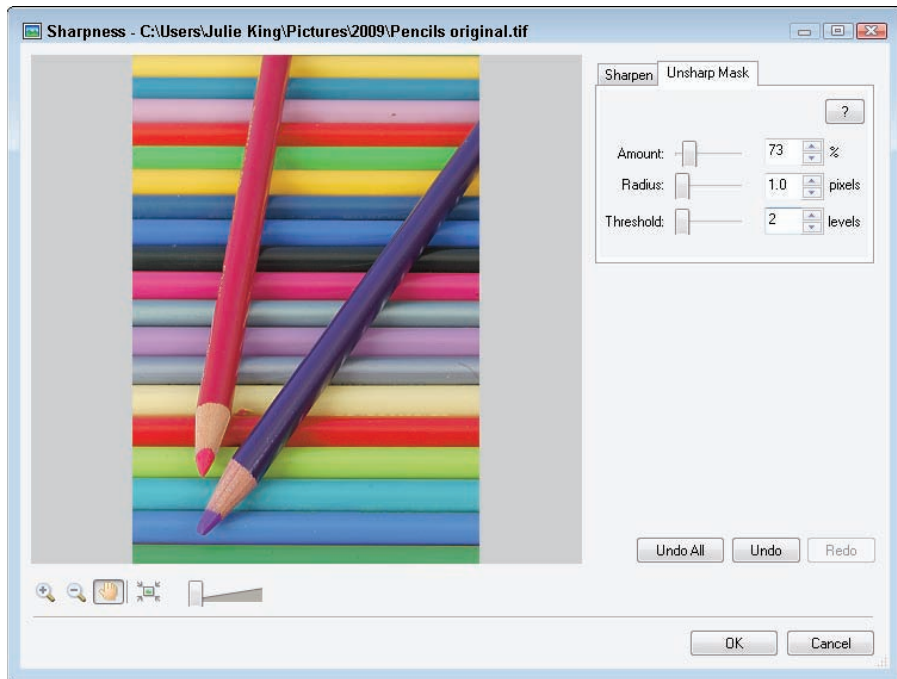 Sharpness - C:\Users\Julie King\Pictures\2009\Pencils original.tif
Sharpen Unsharp Mask
?
Amount: 73 %
Radius: 1.0 pixels
Threshold: 2 levels
Undo All Undo Redo
OK Cancel